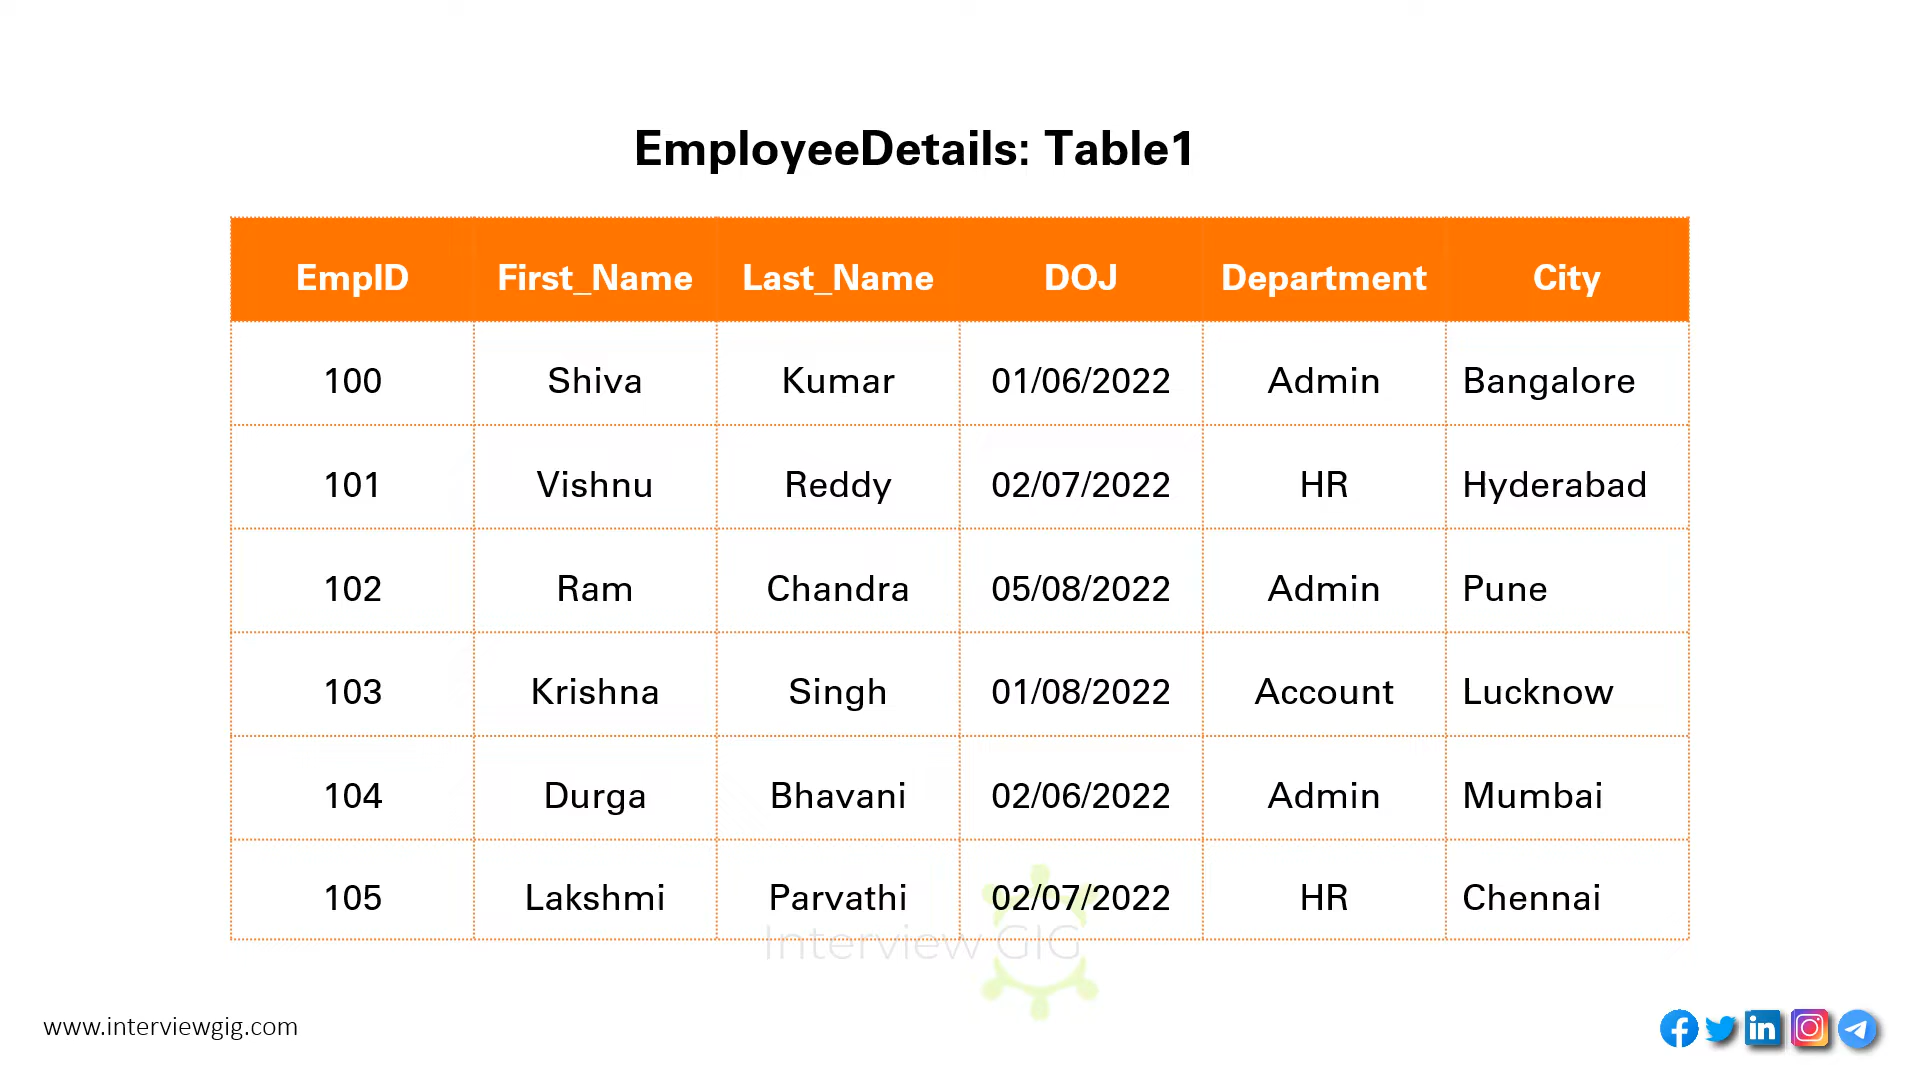 EmployeeDetails: Table1
EmpID First_Name Last_Name DOJ Department City
100 Shiva Kumar 01/06/2022 Admin Bangalore
101 Vishnu Reddy 02/07/2022 HR Hyderabad
102 Ram Chandra 05/08/2022 Admin Pune
103 Krishna Singh 01/08/2022 Account Lucknow
104 Durga Bhavani 02/06/2022 Admin Mumbai
105 Lakshmi Parvathi 02/07/2022 HR Chennai
Interview GIG
www.interviewgig.com